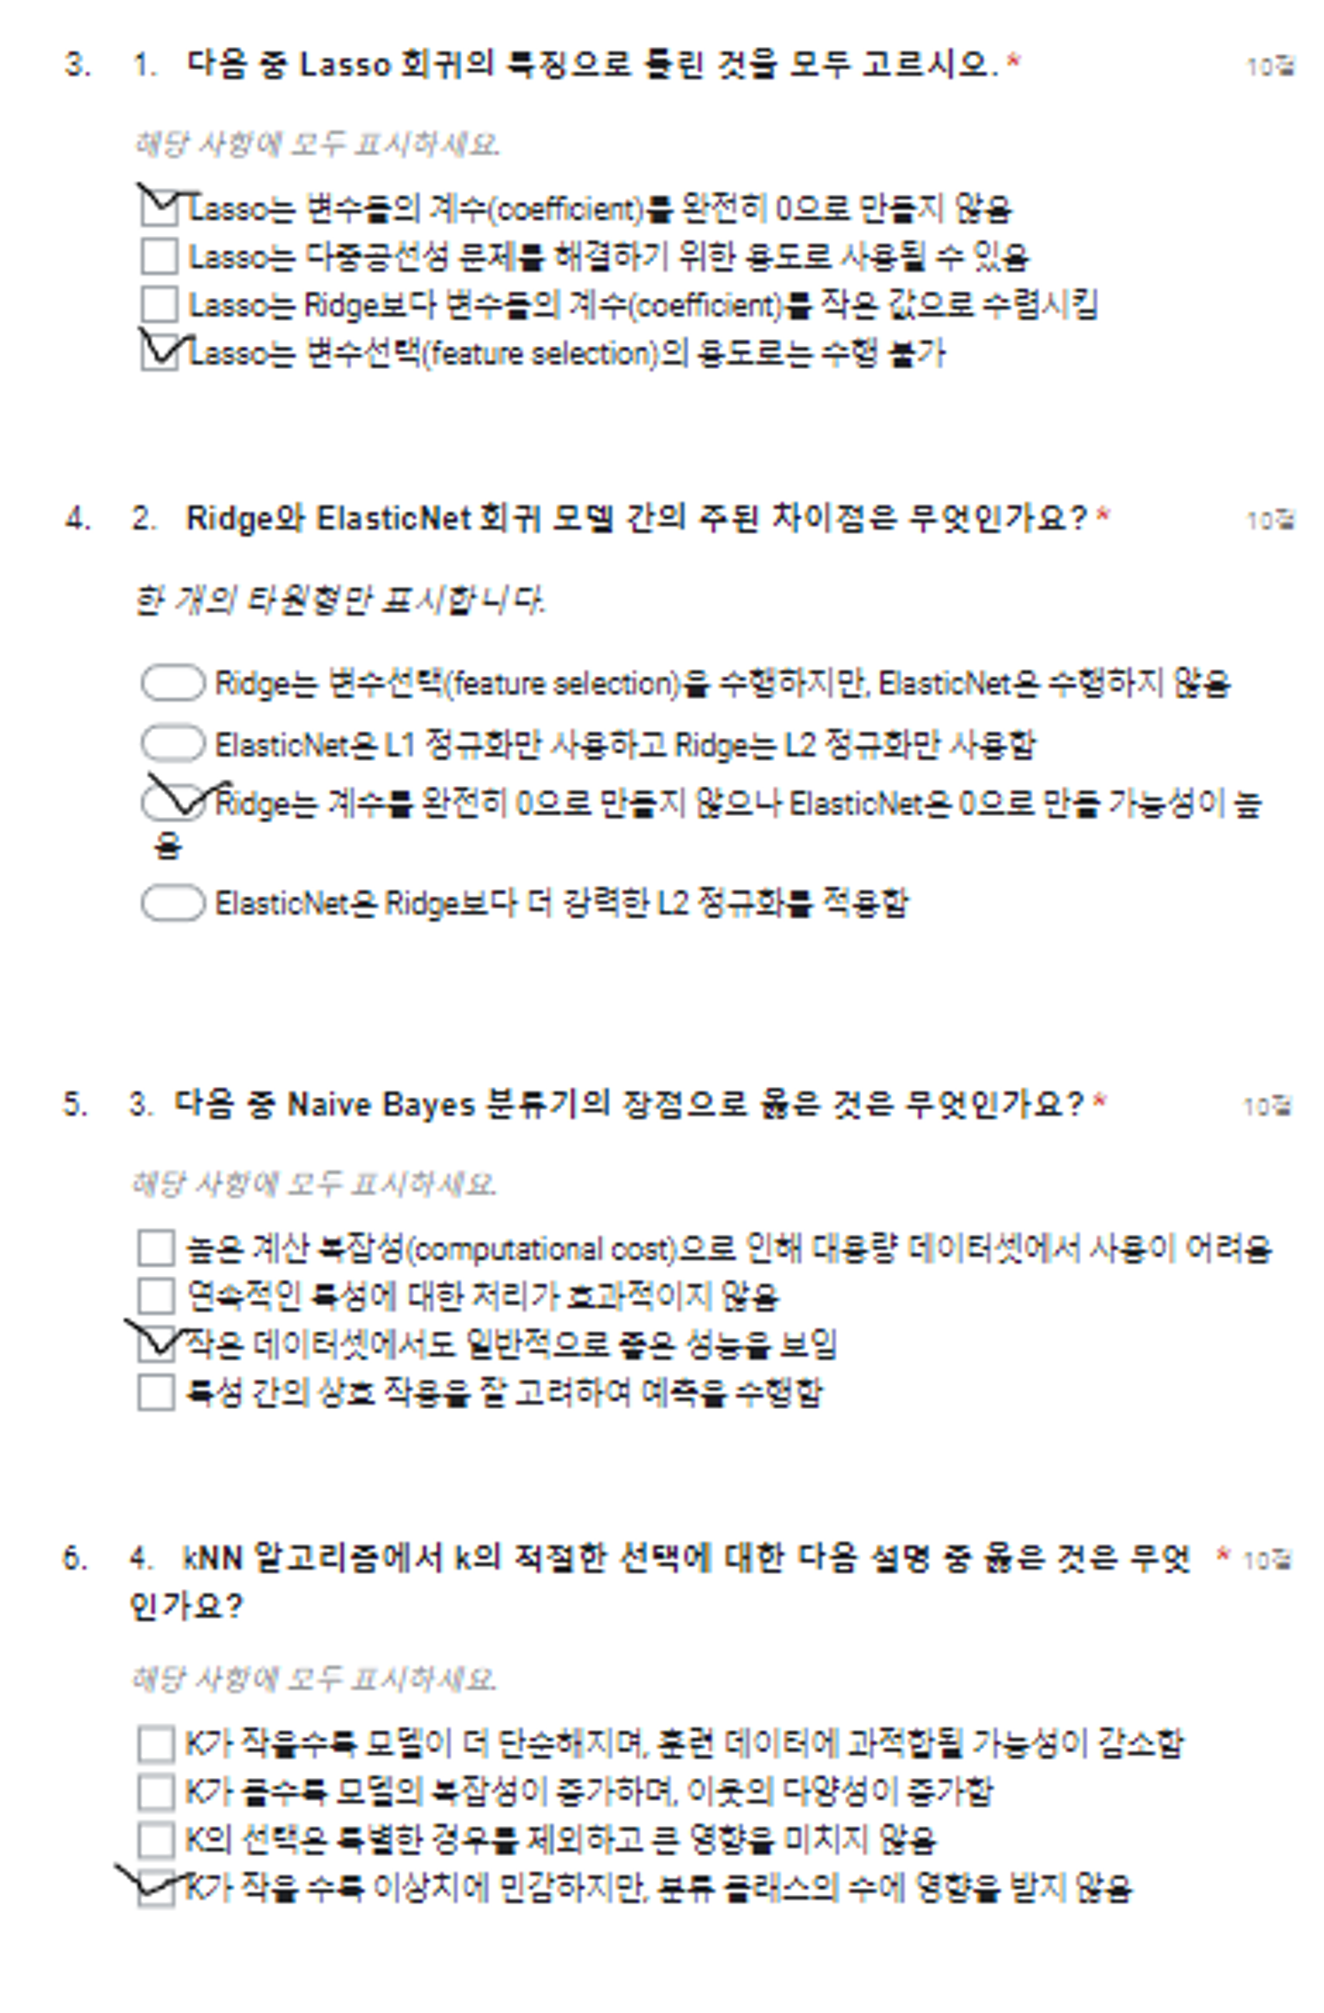 3. 1. 다음 중 Lasso 회귀의 특징으로 틀린 것을 모두 고르시오. * 10점
해당 사항에 모두 표시하세요.
Lasso는 변수들의 계수(coefficient)를 완전히 0으로 만들지 않음
Lasso는 다중공선성 문제를 해결하기 위한 용도로 사용될 수 있음
Lasso는 Ridge보다 변수들의 계수(coefficient)를 작은 값으로 수렴시킴
Lasso는 변수선택(feature selection)의 용도로는 수행 불가
4. 2. Ridge와 ElasticNet 회귀 모델 간의 주된 차이점은 무엇인가요? * 10점
한 개의 타원형만 표시합니다.
Ridge는 변수선택(feature selection)을 수행하지만, ElasticNet은 수행하지 않음
ElasticNet은 L1 정규화만 사용하고 Ridge는 L2 정규화만 사용함
Ridge는 계수를 완전히 0으로 만들지 않으나 ElasticNet은 0으로 만들 가능성이 높
음
ElasticNet은 Ridge보다 더 강력한 L2 정규화를 적용함
5. 3. 다음 중 Naive Bayes 분류기의 장점으로 옳은 것은 무엇인가요? * 10점
해당 사항에 모두 표시하세요.
높은 계산 복잡성(computational cost)으로 인해 대용량 데이터셋에서 사용이 어려움
연속적인 특성에 대한 처리가 효과적이지 않음
작은 데이터셋에서도 일반적으로 좋은 성능을 보임
특성 간의 상호 작용을 잘 고려하여 예측을 수행함
6. 4. kNN 알고리즘에서 k의 적절한 선택에 대한 다음 설명 중 옳은 것은 무엇 * 10점
인가요?
해당 사항에 모두 표시하세요.
K가 작을수록 모델이 더 단순해지며, 훈련 데이터에 과적합될 가능성이 감소함
K가 클수록 모델의 복잡성이 증가하며, 이웃의 다양성이 증가함
K의 선택은 특별한 경우를 제외하고 큰 영향을 미치지 않음
K가 작을 수록 이상치에 민감하지만, 분류 클래스의 수에 영향을 받지 않음